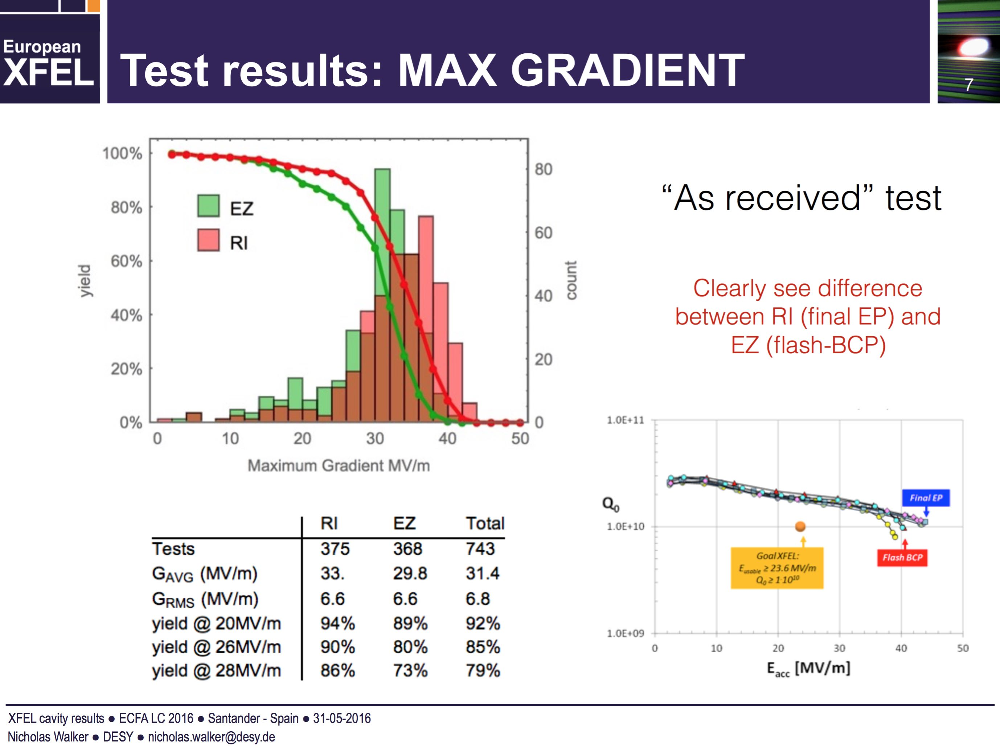 European
XFEL
Test results: MAX GRADIENT
7
100%
80%
60%
40%
20%
0%
yield
EZ
RI
80
60
40
20
0
count
0 10 20 30 40 50
Maximum Gradient MV/m
“As received” test
Clearly see difference
between RI (final EP) and
EZ (flash-BCP)
RI EZ Total
Tests 375 368 743
GAVG (MV/m) 33. 29.8 31.4
GRMS (MV/m) 6.6 6.6 6.8
yield @ 20MV/m 94% 89% 92%
yield @ 26MV/m 90% 80% 85%
yield @ 28MV/m 86% 73% 79%
1.0E+11
Q0
1.0E+10
1.0E+09
Final EP
Flash BCP
Goal XFEL:
Eusable ≥ 23.6 MV/m
Q0 ≥ 1·10¹⁰
0 10 20 30 40 50
Eacc [MV/m]
XFEL cavity results ● ECFA LC 2016 ● Santander - Spain ● 31-05-2016
Nicholas Walker ● DESY ● nicholas.walker@desy.de